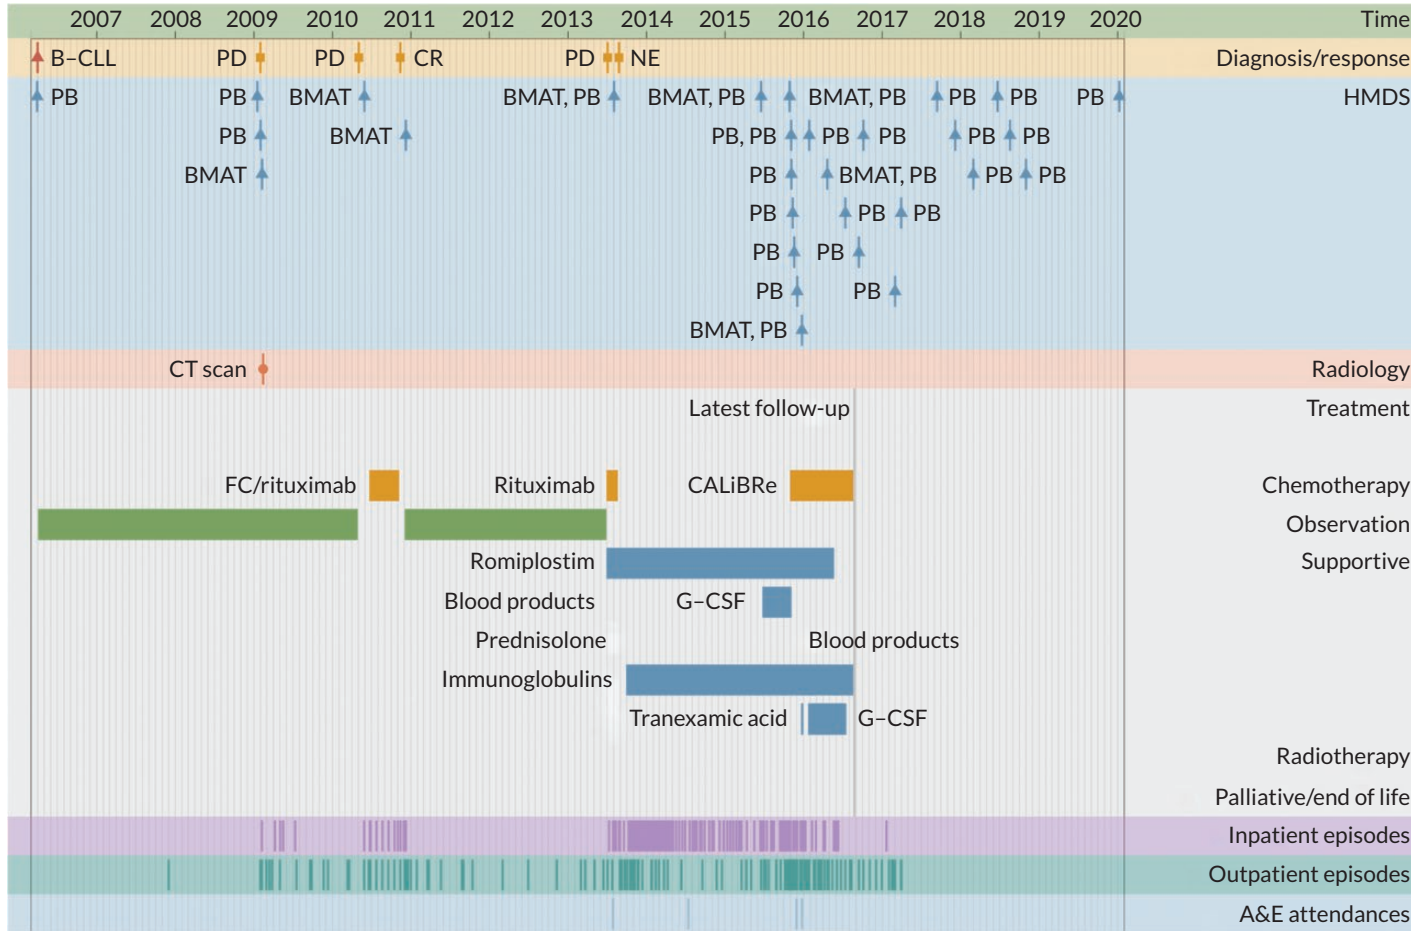 2007 2008 2009 2010 2011 2012 2013 2014 2015 2016 2017 2018 2019 2020 Time
B–CLL PD PD CR PD NE Diagnosis/response
PB PB BMAT BMAT, PB BMAT, PB BMAT, PB PB PB PB HMDS
PB BMAT PB, PB PB PB PB PB
BMAT PB BMAT, PB PB PB
PB PB PB
PB PB
PB PB
BMAT, PB
CT scan Radiology
Latest follow-up Treatment
FC/rituximab Rituximab CALiBRe Chemotherapy
Observation
Romiplostim Supportive
Blood products G–CSF
Prednisolone Blood products
Immunoglobulins
Tranexamic acid G–CSF
Radiotherapy
Palliative/end of life
Inpatient episodes
Outpatient episodes
A&E attendances